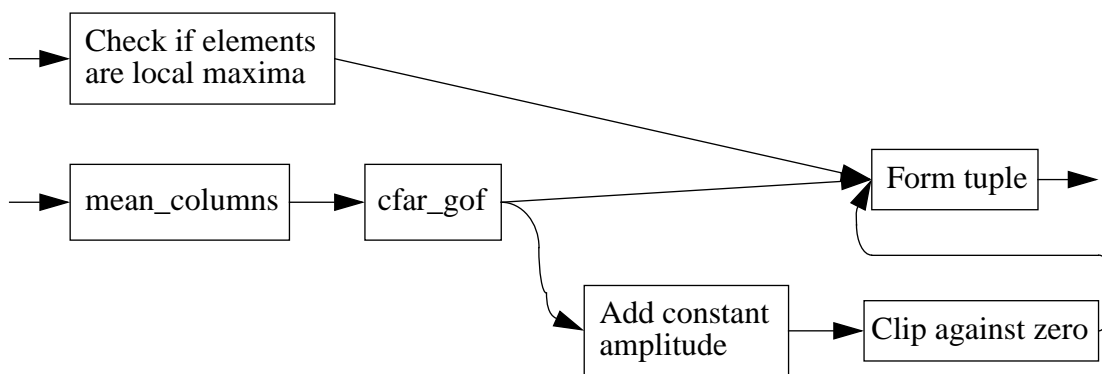 Check if elements
are local maxima
mean_columns
cfar_gof
Form tuple
Add constant
amplitude
Clip against zero